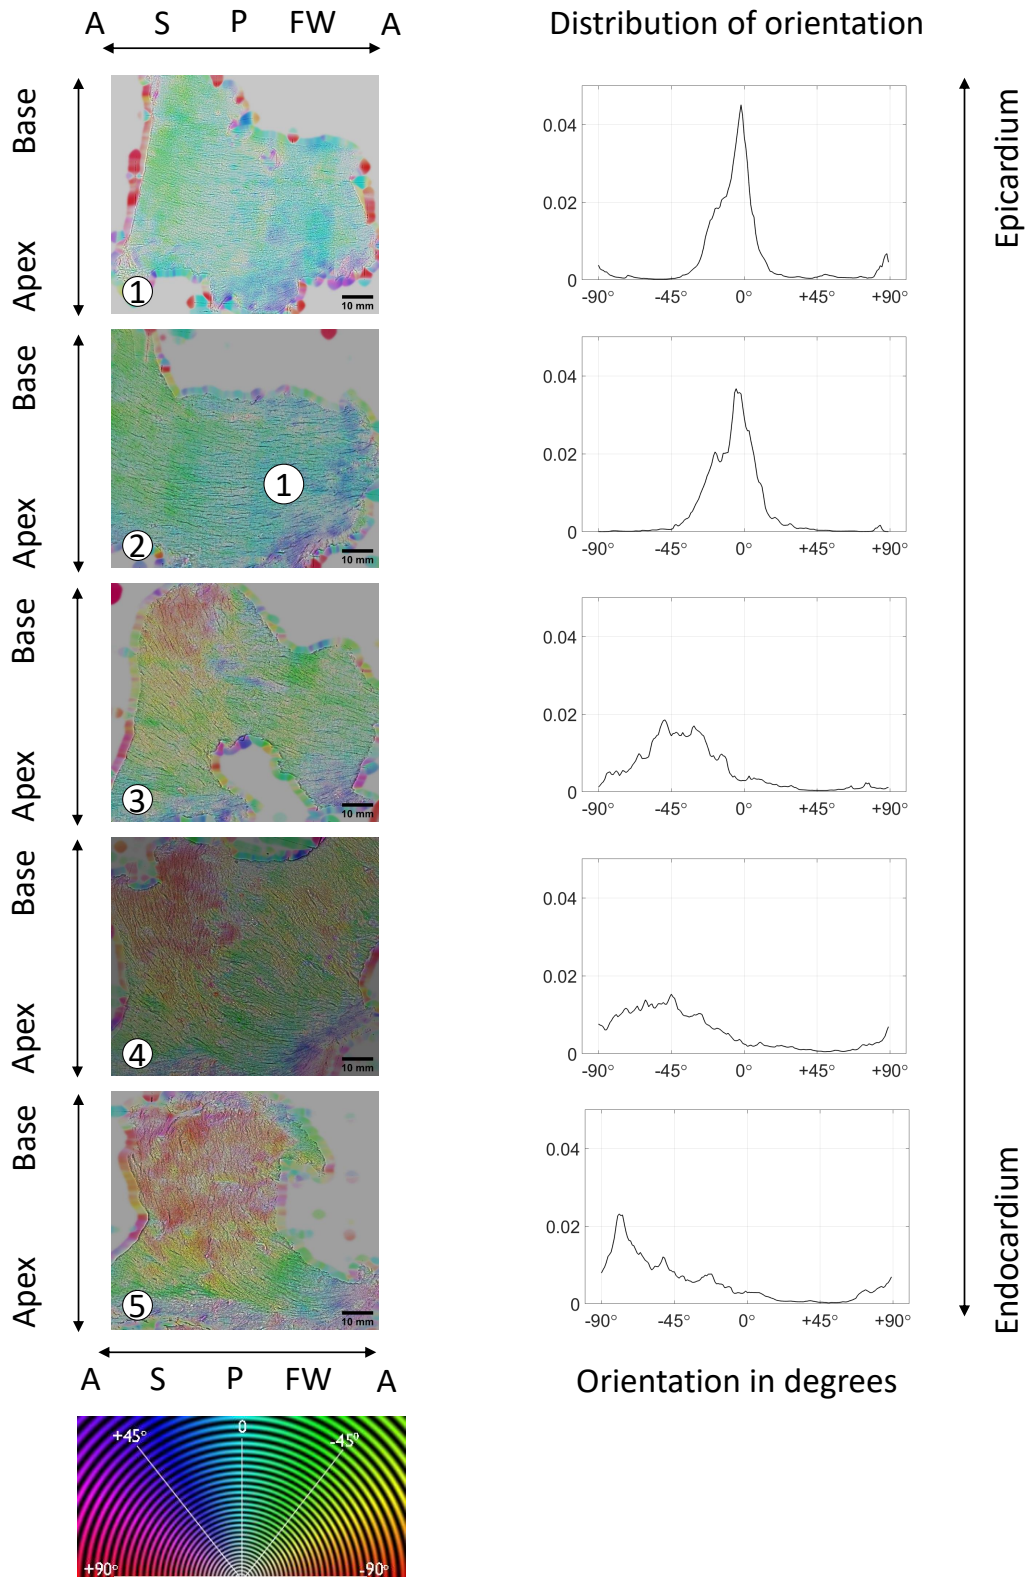 A S P FW A
Distribution of orientation
Base
Apex
1
10 mm
0.04
0.02
0
-90° -45° 0° +45° +90°
Epicardium
Base
Apex
1
2
10 mm
0.04
0.02
0
-90° -45° 0° +45° +90°
Base
Apex
3
10 mm
0.04
0.02
0
-90° -45° 0° +45° +90°
Base
Apex
4
10 mm
0.04
0.02
0
-90° -45° 0° +45° +90°
Base
Apex
5
10 mm
0.04
0.02
0
-90° -45° 0° +45° +90°
Endocardium
A S P FW A
Orientation in degrees
+45° 0 -45°
+90° -90°